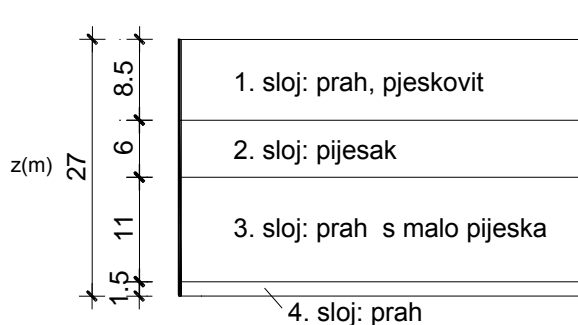 8.5
1. sloj: prah, pjeskovit
6
2. sloj: pijesak
z(m)
27
11
3. sloj: prah s malo pijeska
1.5
4. sloj: prah